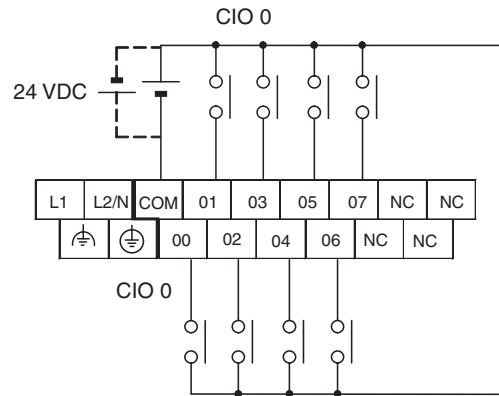 CIO 0
24 VDC
L1 L2/N COM 01 03 05 07 NC NC
00 02 04 06 NC NC
CIO 0